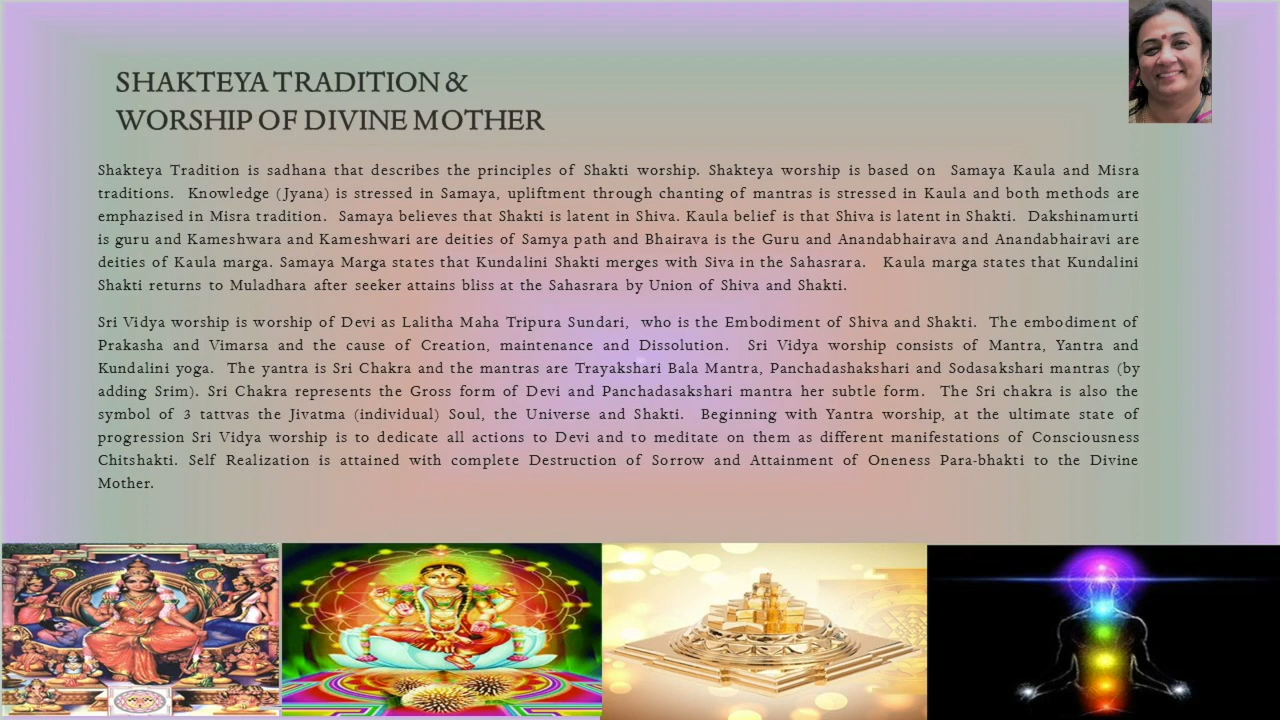 SHAKTEYA TRADITION &
WORSHIP OF DIVINE MOTHER
Shakteya Tradition is sadhana that describes the principles of Shakti worship. Shakteya worship is based on Samaya Kaula and Misra
traditions. Knowledge (Jyana) is stressed in Samaya, upliftment through chanting of mantras is stressed in Kaula and both methods are
emphazised in Misra tradition. Samaya believes that Shakti is latent in Shiva. Kaula belief is that Shiva is latent in Shakti. Dakshinamurti
is guru and Kameshwara and Kameshwari are deities of Samya path and Bhairava is the Guru and Anandabhairava and Anandabhairavi are
deities of Kaula marga. Samaya Marga states that Kundalini Shakti merges with Siva in the Sahasrara. Kaula marga states that Kundalini
Shakti returns to Muladhara after seeker attains bliss at the Sahasrara by Union of Shiva and Shakti.
Sri Vidya worship is worship of Devi as Lalitha Maha Tripura Sundari, who is the Embodiment of Shiva and Shakti. The embodiment of
Prakasha and Vimarsa and the cause of Creation, maintenance and Dissolution. Sri Vidya worship consists of Mantra, Yantra and
Kundalini yoga. The yantra is Sri Chakra and the mantras are Trayakshari Bala Mantra, Panchadashakshari and Sodasakshari mantras (by
adding Srim). Sri Chakra represents the Gross form of Devi and Panchadasakshari mantra her subtle form. The Sri chakra is also the
symbol of 3 tattvas the Jivatma (individual) Soul, the Universe and Shakti. Beginning with Yantra worship, at the ultimate state of
progression Sri Vidya worship is to dedicate all actions to Devi and to meditate on them as different manifestations of Consciousness
Chitshakti. Self Realization is attained with complete Destruction of Sorrow and Attainment of Oneness Para-bhakti to the Divine
Mother.